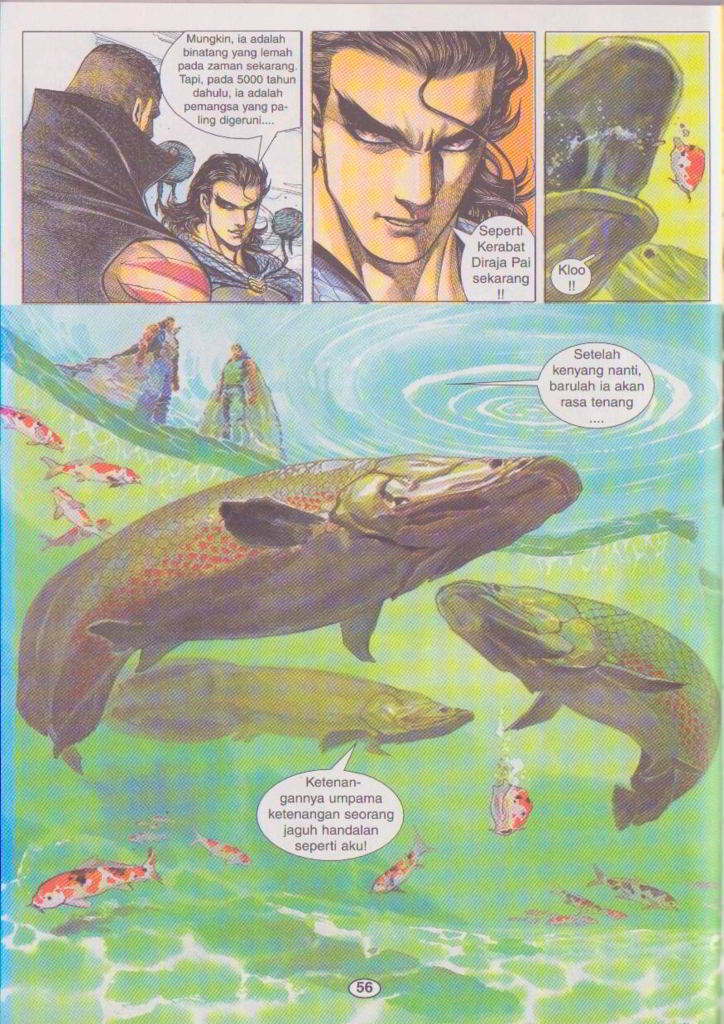 Mungkin, ia adalah
binatang yang lemah
pada zaman sekarang.
Tapi, pada 5000 tahun
dahulu, ia adalah
pemangsa yang pa-
ling digeruni....
Seperti
Kerabat
Diraja Pai
sekarang
!!
Kloo
!!
Setelah
kenyang nanti,
barulah ia akan
rasa tenang
....
Ketenan-
gannya umpama
ketenangan seorang
jaguh handalan
seperti aku!
56